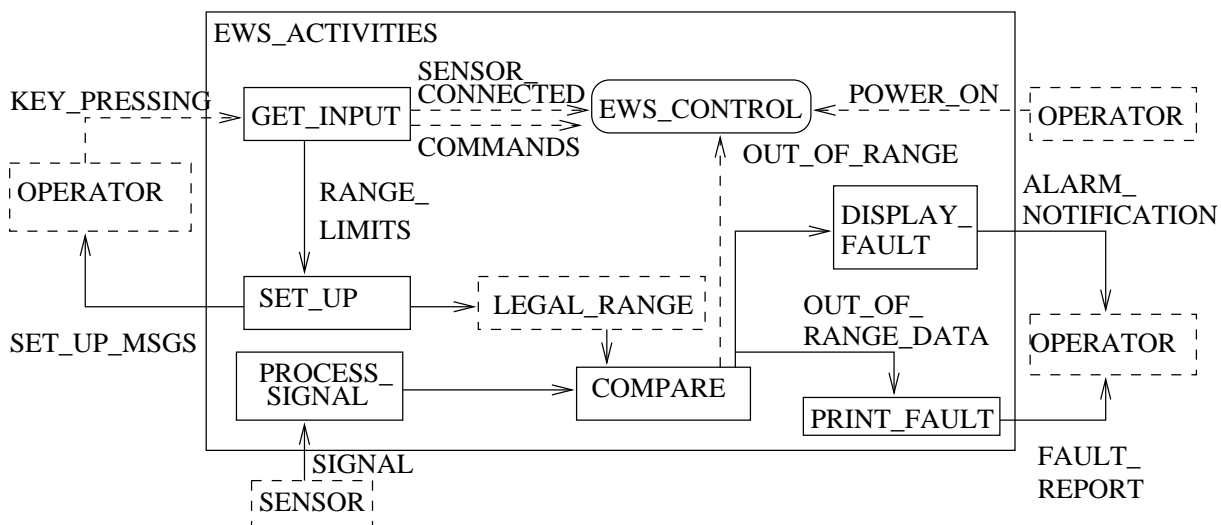 EWS_ACTIVITIES
SENSOR_
CONNECTED
KEY_PRESSING
GET_INPUT
EWS_CONTROL
POWER_ON
OPERATOR
COMMANDS
OUT_OF_RANGE
OPERATOR
RANGE_
LIMITS
DISPLAY_
FAULT
ALARM_
NOTIFICATION
SET_UP
LEGAL_RANGE
OUT_OF_
RANGE_DATA
SET_UP_MSGS
OPERATOR
PROCESS_
SIGNAL
COMPARE
PRINT_FAULT
SIGNAL
FAULT_
REPORT
SENSOR